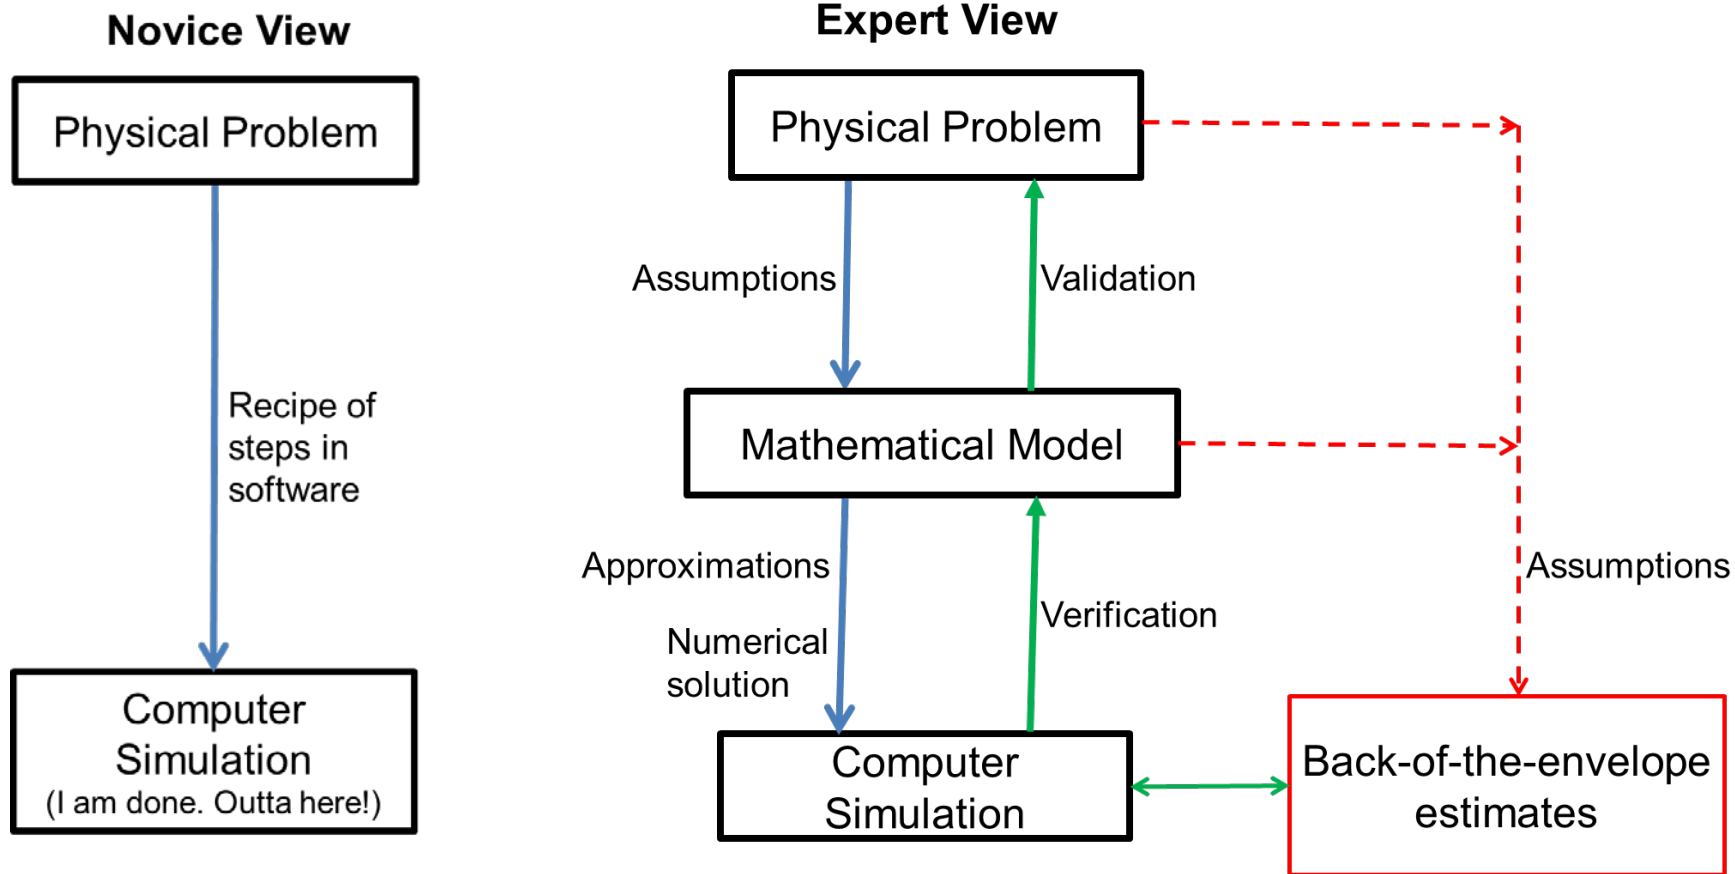 Novice View
Physical Problem
Recipe of
steps in
software
Computer
Simulation
(I am done. Outta here!)
Expert View
Physical Problem
Assumptions
Validation
Mathematical Model
Approximations
Numerical
solution
Verification
Assumptions
Computer
Simulation
Back-of-the-envelope
estimates